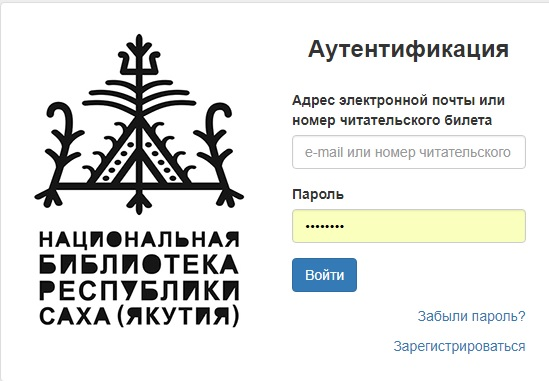 Аутентификация
Адрес электронной почты или
номер читательского билета
e-mail или номер читательского
Пароль
••••••••
Войти
Забыли пароль?
Зарегистрироваться
НАЦИОНАЛЬНАЯ
БИБЛИОТЕКА
РЕСПУБЛИКИ
САХА (ЯКУТИЯ)